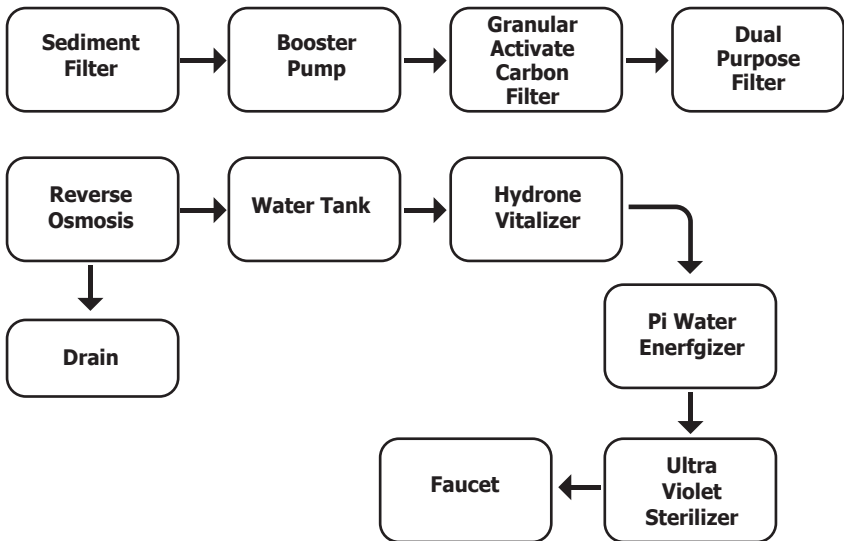 Sediment
Filter
Booster
Pump
Granular
Activate
Carbon
Filter
Dual
Purpose
Filter
Reverse
Osmosis
Water Tank
Hydrone
Vitalizer
Drain
Pi Water
Enerfgizer
Faucet
Ultra
Violet
Sterilizer